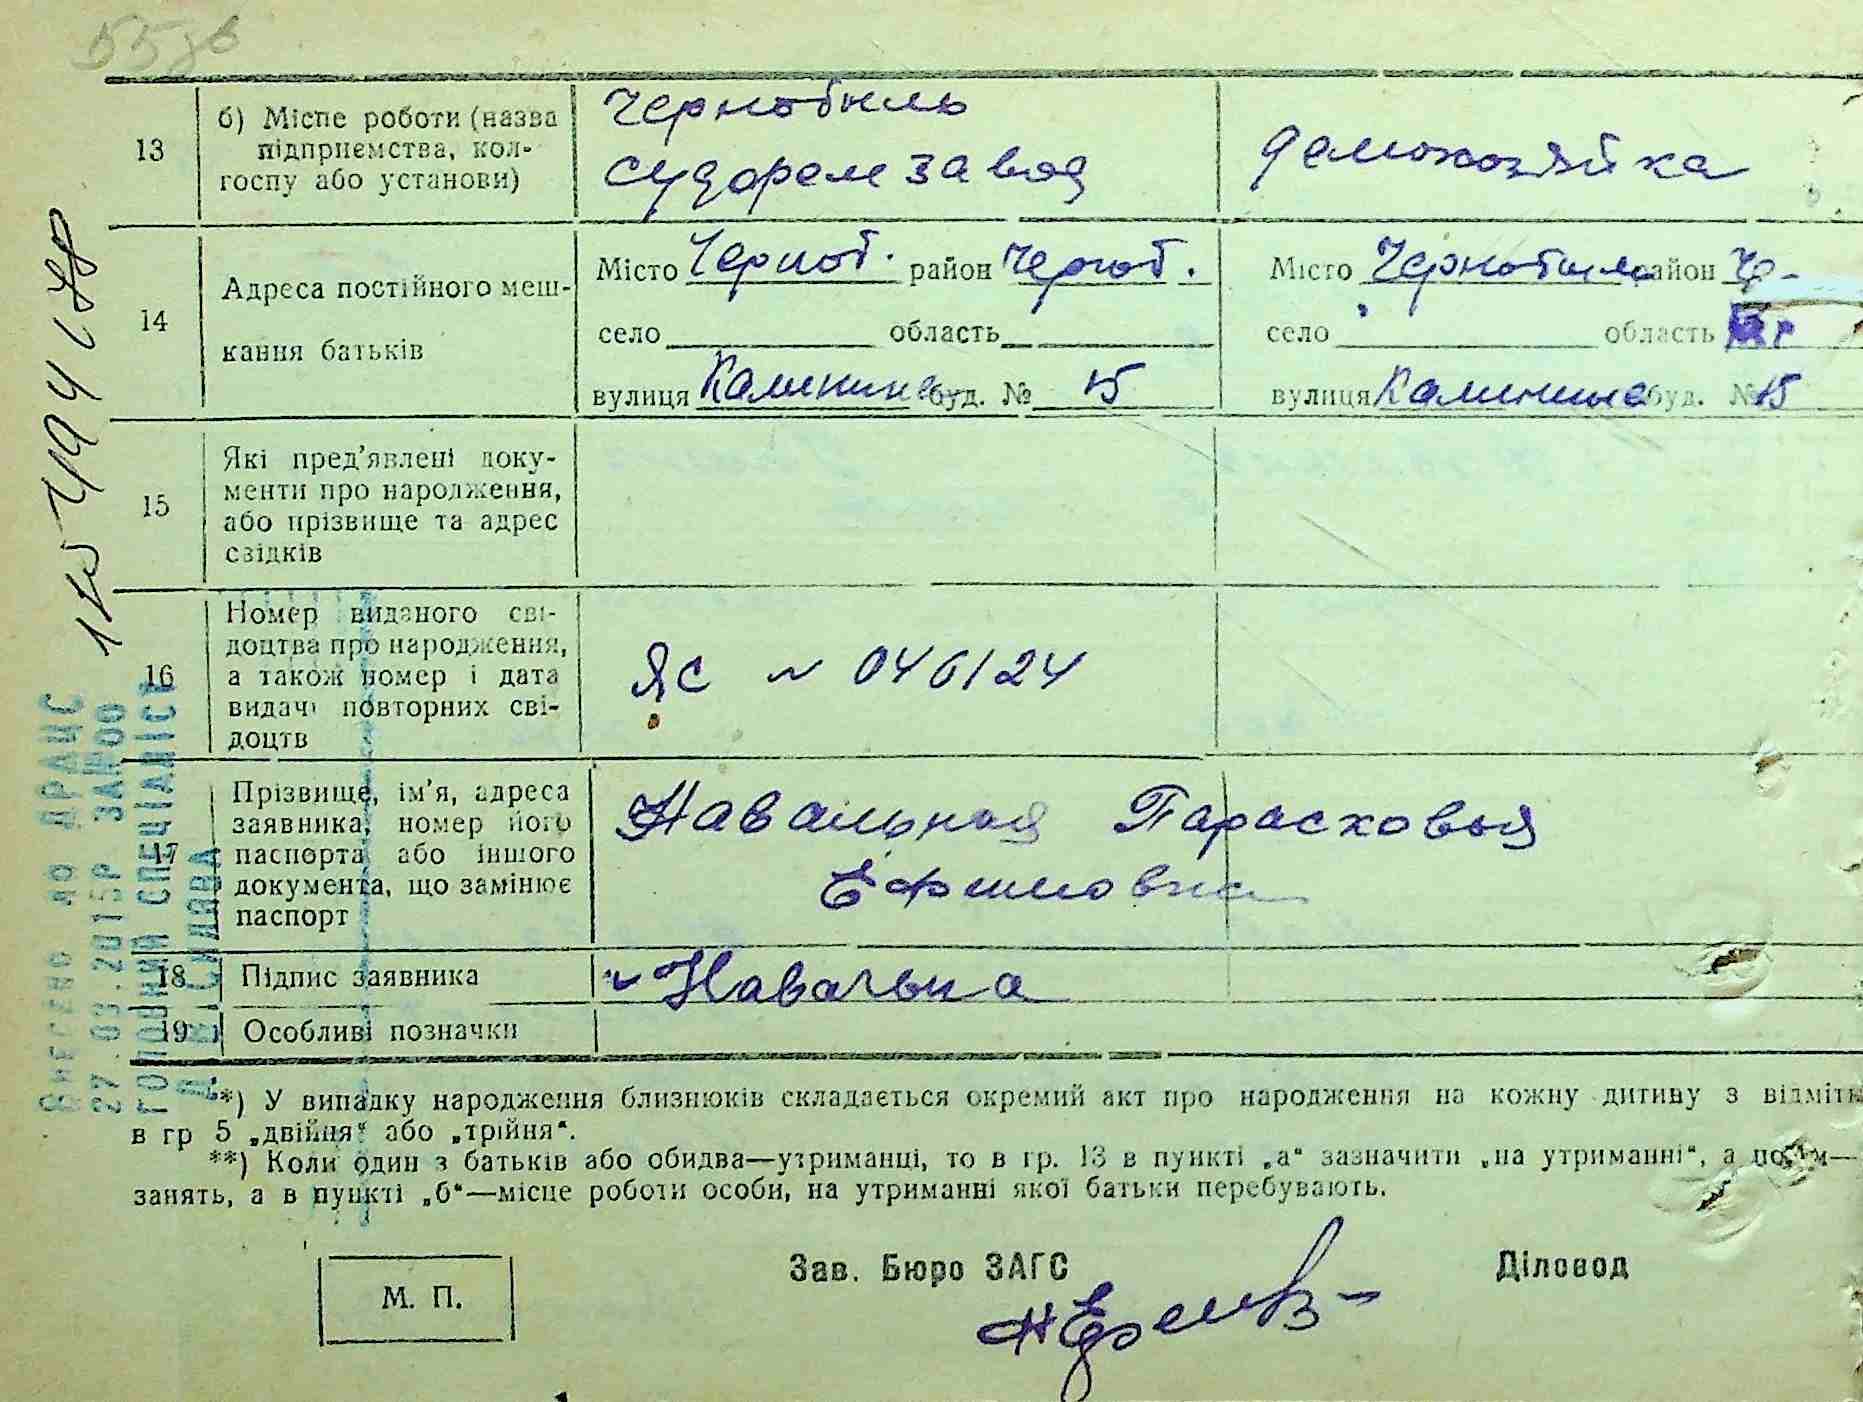 13
б) Місце роботи (назва
підприємства, кол-
госпу або установи)
Чернобиль
судорем завод
домохозяйка
14
Адреса постійного меш-
кання батьків
Місто Черноб. район Черноб.
село область
вулиця Калинина буд. № 15
Місто Чернобиль район Че-
село область
вулиця Калинина буд. № 15
15
Які пред'явлені доку-
менти про народження,
або прізвище та адрес
свідків
16
Номер виданого сві-
доцтва про народження,
а також номер і дата
видачі повторних сві-
доцтв
ЯС ~ 046124
17
Прізвище, ім'я, адреса
заявника, номер його
паспорта або іншого
документа, що замінює
паспорт
Навальная Парасковья
Ефимовна
18
Підпис заявника
Навальна
19
Особливі позначки
Внесено до ДРАЦС
27.03.2015р
ГОЛОВНИЙ СПЕЦІАЛІСТ
**) У випадку народження близнюків складається окремий акт про народження на кожну дитину з відміт
в гр 5 „двійня“ або „трійня“.
**) Коли один з батьків або обидва—утриманці, то в гр. 13 в пункті „а“ зазначити „на утриманні“, а
занять, а в пункті „б“—місце роботи особи, на утриманні якої батьки перебувають.
М. П.
Зав. Бюро ЗАГС
Діловод